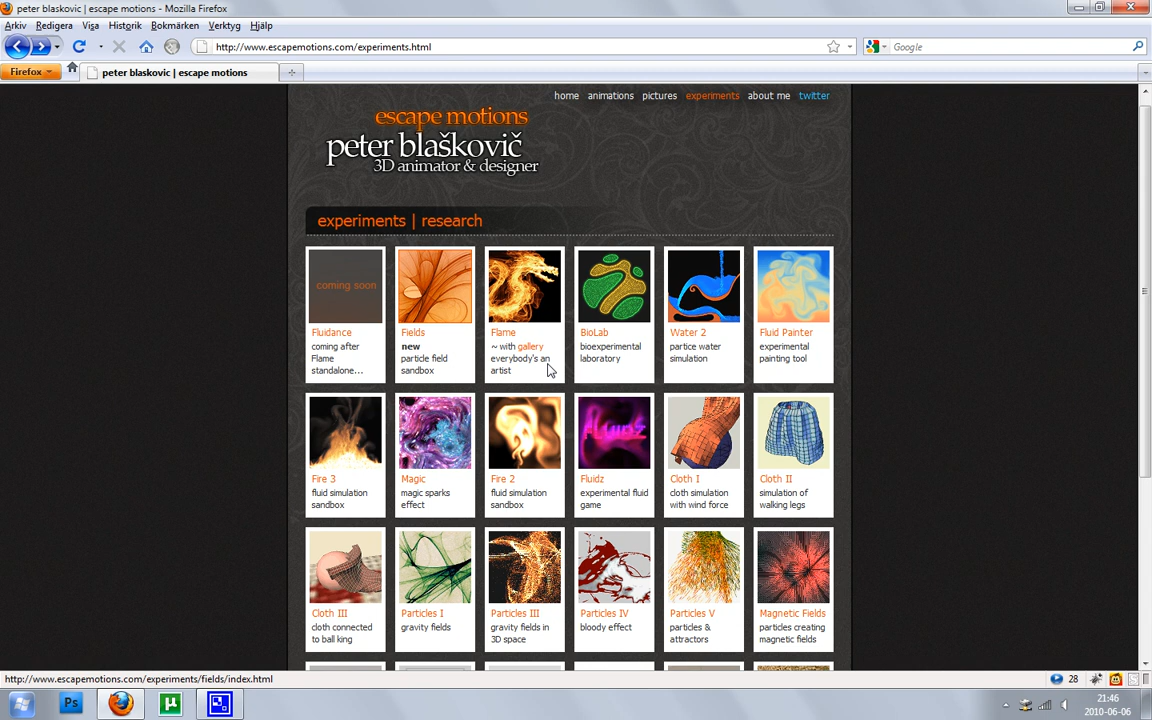 peter blaskovic | escape motions - Mozilla Firefox
Arkiv Redigera Visa Historik Bokmärken Verktyg Hjälp
http://www.escapemotions.com/experiments.html
Google
Firefox
peter blaskovic | escape motions
home animations pictures experiments about me twitter
escape motions
peter blaškovič
3D animator & designer
experiments | research
coming soon
Fluidance
coming after
Flame
standalone...
Fields
new
particle field
sandbox
Flame
~ with gallery
everybody's an
artist
BioLab
bioexperimental
laboratory
Water 2
partice water
simulation
Fluid Painter
experimental
painting tool
Fire 3
fluid simulation
sandbox
Magic
magic sparks
effect
Fire 2
fluid simulation
sandbox
FLUIDZ
Fluidz
experimental fluid
game
Cloth I
cloth simulation
with wind force
Cloth II
simulation of
walking legs
Cloth III
cloth connected
to ball king
Particles I
gravity fields
Particles III
gravity fields in
3D space
Particles IV
bloody effect
Particles V
particles &
attractors
Magnetic Fields
particles creating
magnetic fields
http://www.escapemotions.com/experiments/fields/index.html
28
Ps
21:46
2010-06-06